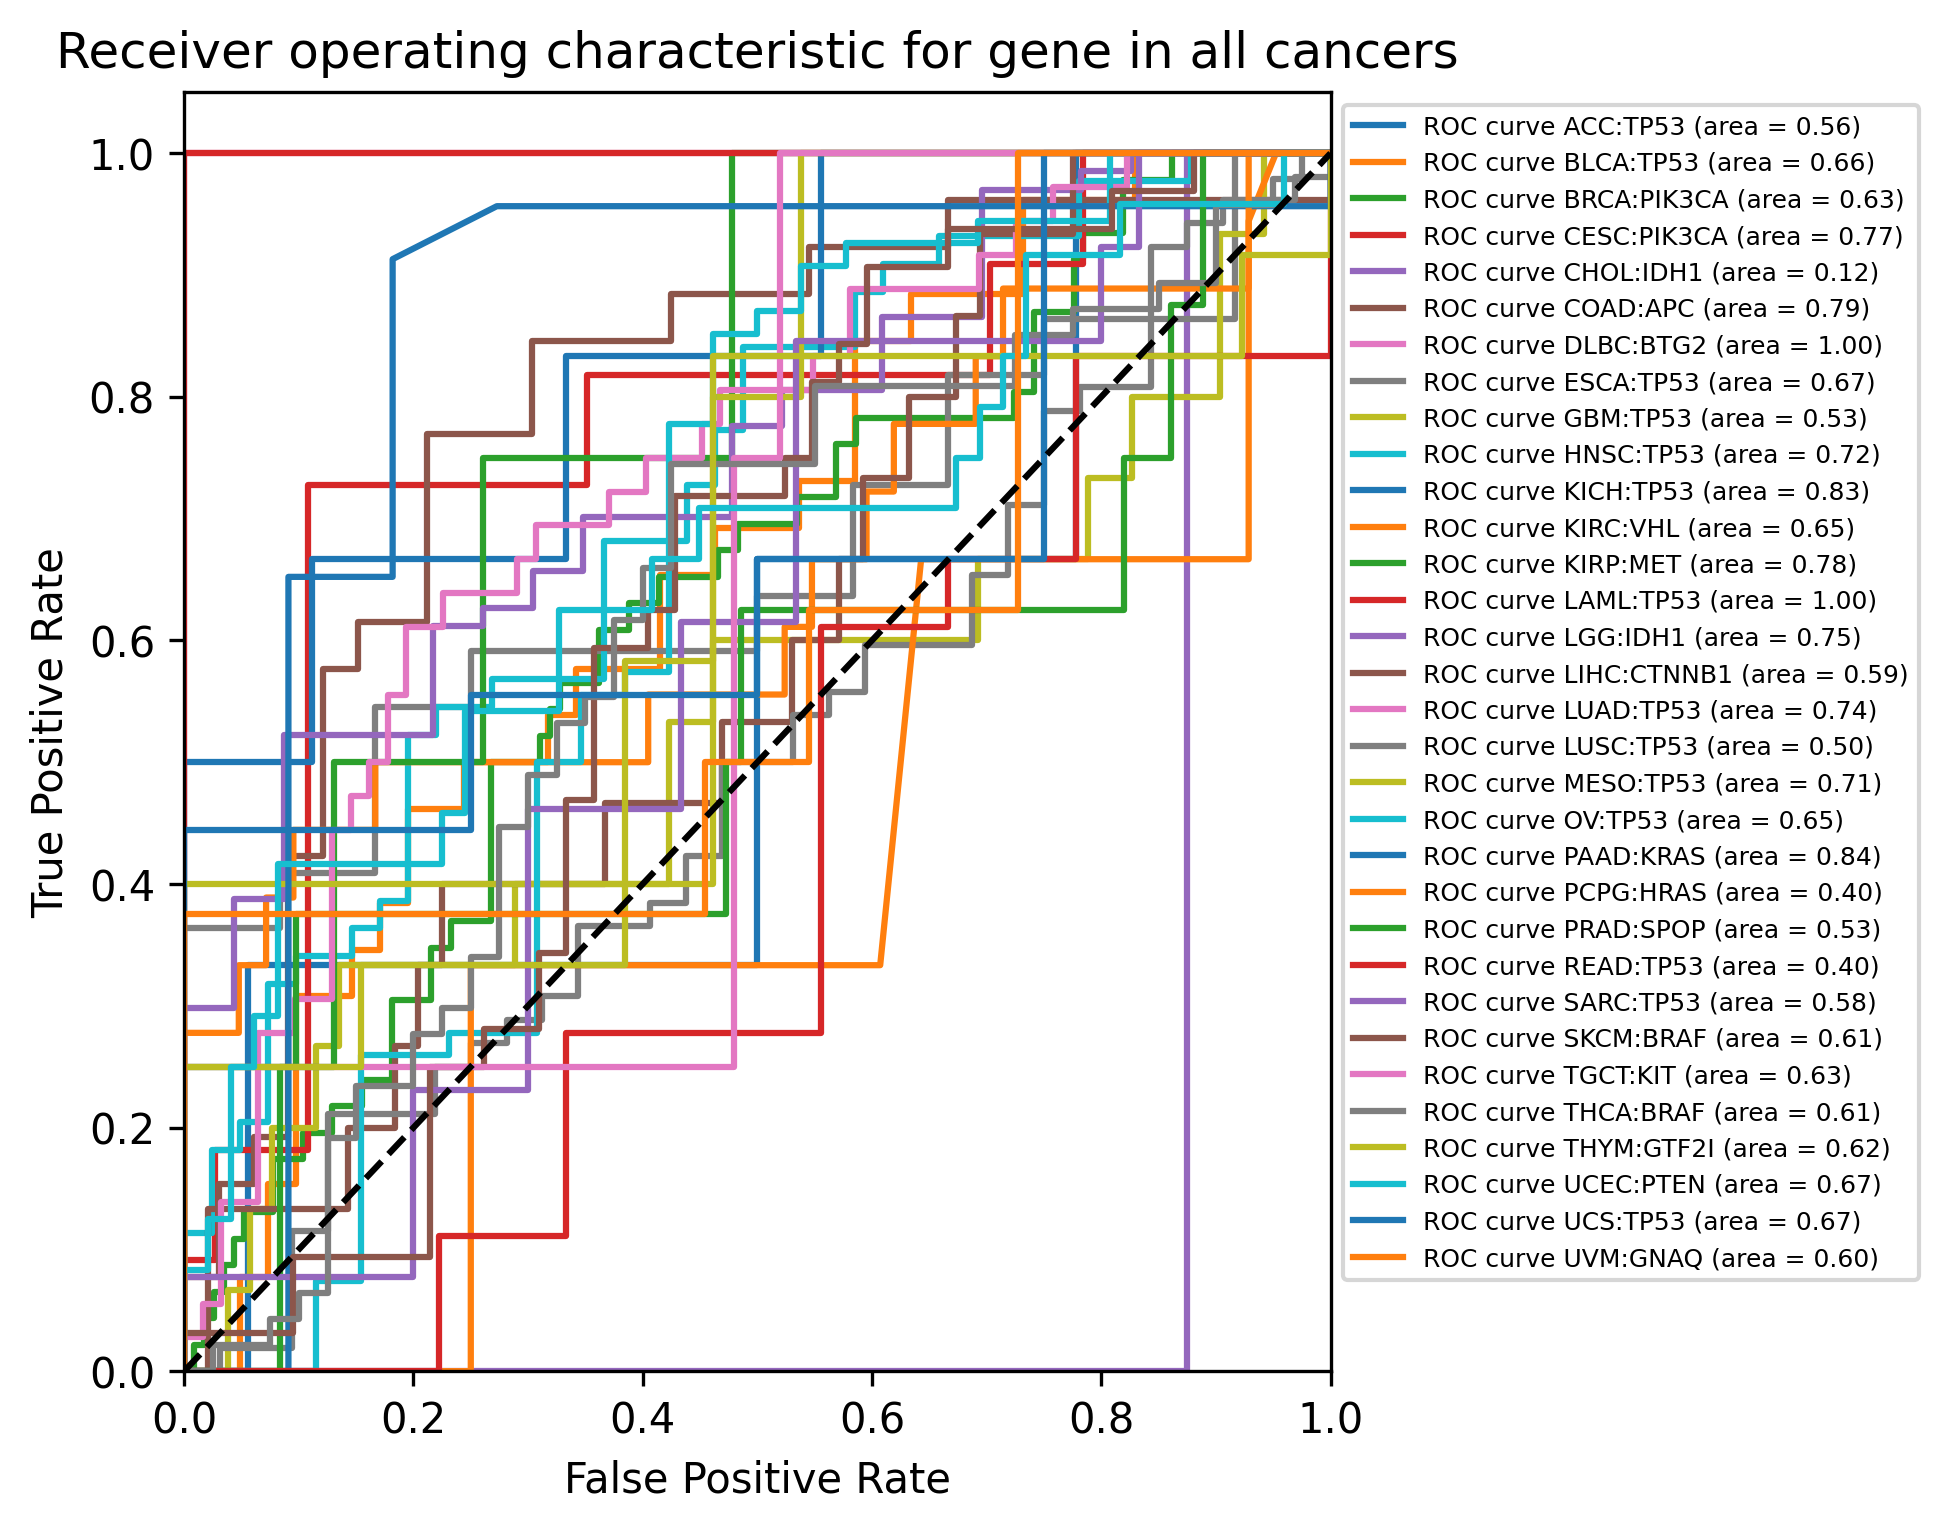 Receiver operating characteristic for gene in all cancers
True Positive Rate
1.0
0.8
0.6
0.4
0.2
0.0
0.0 0.2 0.4 0.6 0.8 1.0
False Positive Rate
ROC curve ACC:TP53 (area = 0.56)
ROC curve BLCA:TP53 (area = 0.66)
ROC curve BRCA:PIK3CA (area = 0.63)
ROC curve CESC:PIK3CA (area = 0.77)
ROC curve CHOL:IDH1 (area = 0.12)
ROC curve COAD:APC (area = 0.79)
ROC curve DLBC:BTG2 (area = 1.00)
ROC curve ESCA:TP53 (area = 0.67)
ROC curve GBM:TP53 (area = 0.53)
ROC curve HNSC:TP53 (area = 0.72)
ROC curve KICH:TP53 (area = 0.83)
ROC curve KIRC:VHL (area = 0.65)
ROC curve KIRP:MET (area = 0.78)
ROC curve LAML:TP53 (area = 1.00)
ROC curve LGG:IDH1 (area = 0.75)
ROC curve LIHC:CTNNB1 (area = 0.59)
ROC curve LUAD:TP53 (area = 0.74)
ROC curve LUSC:TP53 (area = 0.50)
ROC curve MESO:TP53 (area = 0.71)
ROC curve OV:TP53 (area = 0.65)
ROC curve PAAD:KRAS (area = 0.84)
ROC curve PCPG:HRAS (area = 0.40)
ROC curve PRAD:SPOP (area = 0.53)
ROC curve READ:TP53 (area = 0.40)
ROC curve SARC:TP53 (area = 0.58)
ROC curve SKCM:BRAF (area = 0.61)
ROC curve TGCT:KIT (area = 0.63)
ROC curve THCA:BRAF (area = 0.61)
ROC curve THYM:GTF2I (area = 0.62)
ROC curve UCEC:PTEN (area = 0.67)
ROC curve UCS:TP53 (area = 0.67)
ROC curve UVM:GNAQ (area = 0.60)